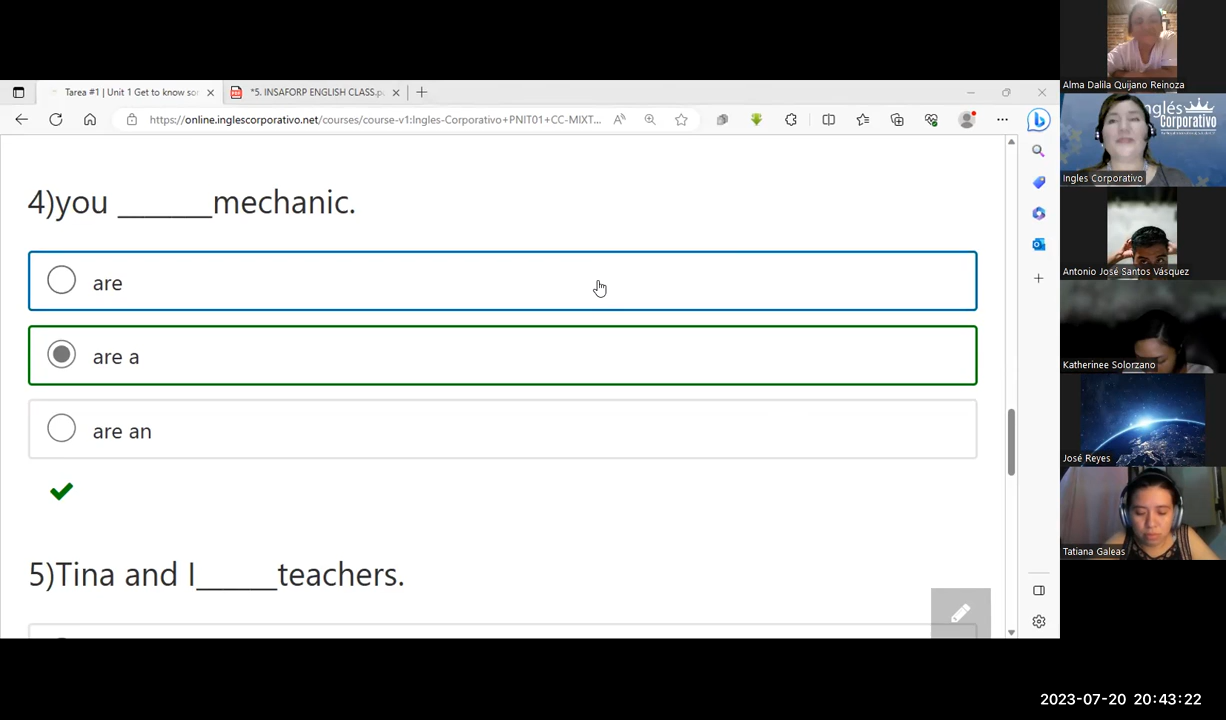 Tarea #1 | Unit 1 Get to know sor
*5. INSAFORP ENGLISH CLASS.p
https://online.inglescorporativo.net/courses/course-v1:Ingles-Corporativo+PNIT01+CC-MIXT...
4)you _______mechanic.
are
are a
are an
5)Tina and I_____teachers.
Alma Dalila Quijano Reinoza
Inglés
Corporativo
Ingles Corporativo
Antonio José Santos Vásquez
Katherinee Solorzano
José Reyes
Tatiana Galeas
2023-07-20 20:43:22